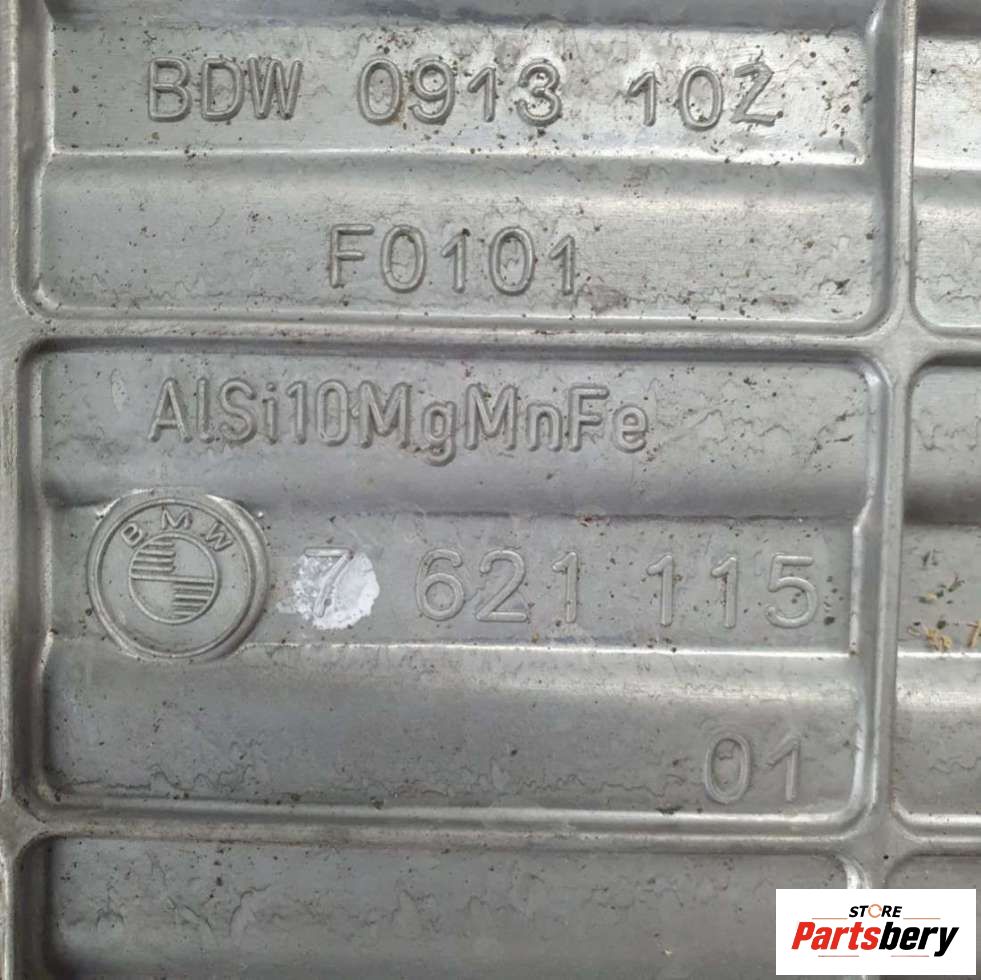 BDW 0913 10Z
F0101
AlSi10MgMnFe
BMW
7 621 115
01
STORE
Partsbery